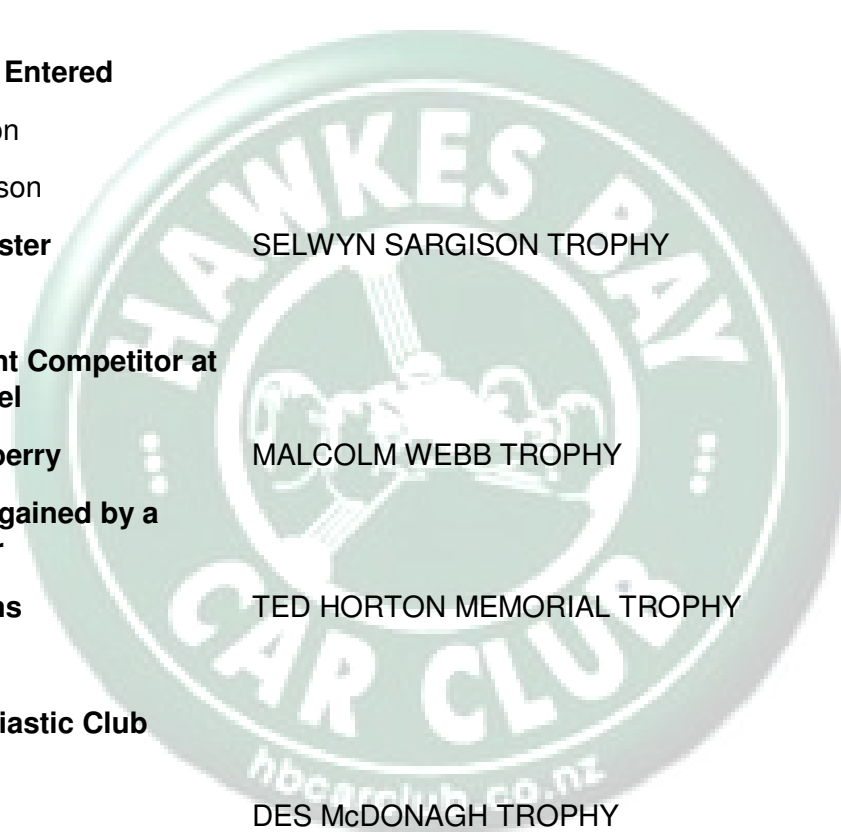 Entered
on
son
ster SELWYN SARGISON TROPHY
nt Competitor at
el
berry MALCOLM WEBB TROPHY
gained by a
r
ns TED HORTON MEMORIAL TROPHY
iastic Club
DES McDONAGH TROPHY
HAWKES BAY
CAR CLUB
hbcarclub.co.nz